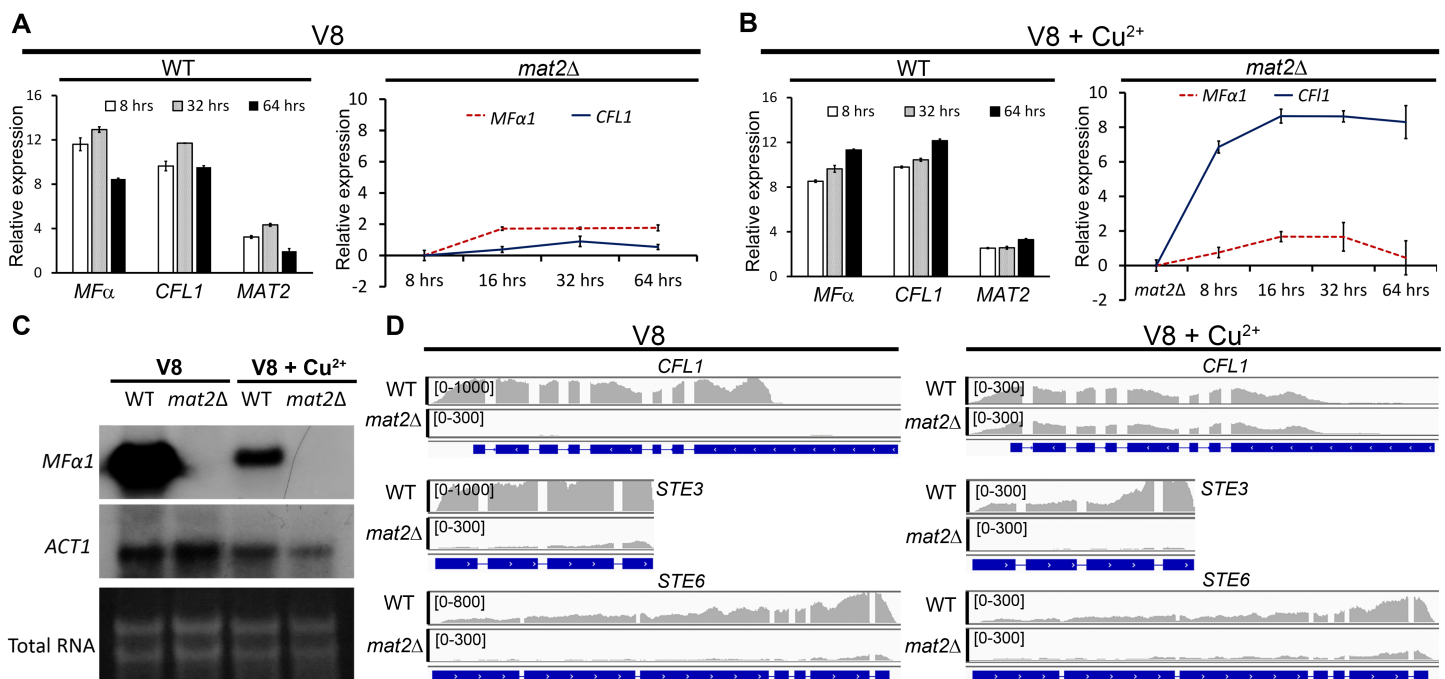 A
V8
WT
mat2Δ
Relative expression
16
12
8
4
0
8 hrs
32 hrs
64 hrs
MFα
CFL1
MAT2
Relative expression
10
8
6
4
2
0
-2
MFα1
CFL1
8 hrs
16 hrs
32 hrs
64 hrs
B
V8 + Cu²⁺
WT
mat2Δ
Relative expression
16
12
8
4
0
8 hrs
32 hrs
64 hrs
MFα
CFL1
MAT2
Relative expression
10
8
6
4
2
0
-2
MFα1
CFl1
mat2Δ
8 hrs
16 hrs
32 hrs
64 hrs
C
V8
V8 + Cu²⁺
WT mat2Δ WT mat2Δ
MFα1
ACT1
Total RNA
D
V8
CFL1
WT
[0-1000]
mat2Δ
[0-300]
WT
[0-1000]
STE3
mat2Δ
[0-300]
STE6
WT
[0-800]
mat2Δ
[0-300]
V8 + Cu²⁺
CFL1
WT
[0-300]
mat2Δ
[0-300]
WT
[0-300]
STE3
mat2Δ
[0-300]
STE6
WT
[0-300]
mat2Δ
[0-300]